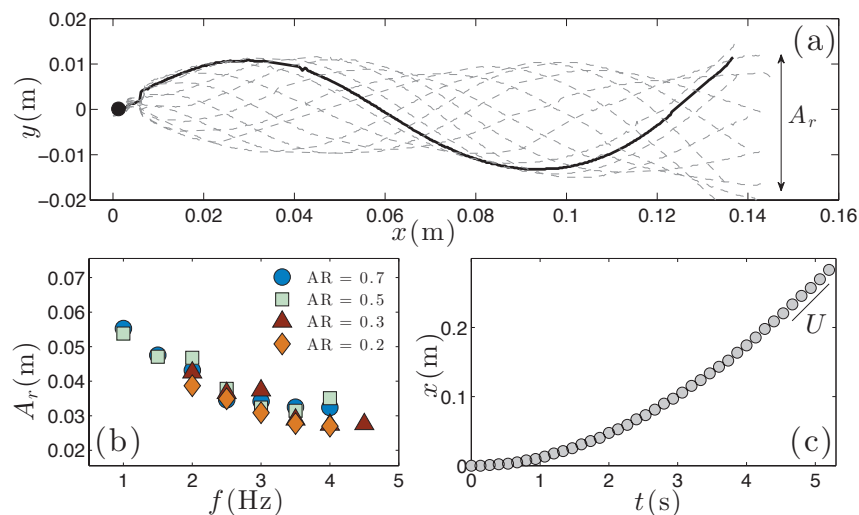 0.02
0.01
0
−0.01
−0.02
y(m)
(a)
A_r
0 0.02 0.04 0.06 0.08 0.1 0.12 0.14 0.16
x(m)
0.07
0.06
0.05
0.04
0.03
0.02
A_r(m)
AR = 0.7
AR = 0.5
AR = 0.3
AR = 0.2
(b)
1 2 3 4 5
f(Hz)
0.2
0.1
0
x(m)
U
(c)
0 1 2 3 4 5
t(s)